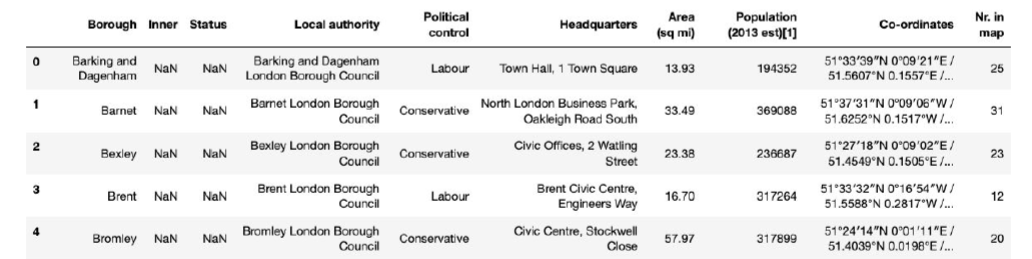 Borough Inner Status Local authority Political control Headquarters Area (sq mi) Population (2013 est)[1] Co-ordinates Nr. in map
0 Barking and Dagenham NaN NaN Barking and Dagenham London Borough Council Labour Town Hall, 1 Town Square 13.93 194352 51°33′39″N 0°09′21″E / 51.5607°N 0.1557°E /... 25
1 Barnet NaN NaN Barnet London Borough Council Conservative North London Business Park, Oakleigh Road South 33.49 369088 51°37′31″N 0°09′06″W / 51.6252°N 0.1517°W /... 31
2 Bexley NaN NaN Bexley London Borough Council Conservative Civic Offices, 2 Watling Street 23.38 236687 51°27′18″N 0°09′02″E / 51.4549°N 0.1505°E /... 23
3 Brent NaN NaN Brent London Borough Council Labour Brent Civic Centre, Engineers Way 16.70 317264 51°33′32″N 0°16′54″W / 51.5588°N 0.2817°W /... 12
4 Bromley NaN NaN Bromley London Borough Council Conservative Civic Centre, Stockwell Close 57.97 317899 51°24′14″N 0°01′11″E / 51.4039°N 0.0198°E /... 20